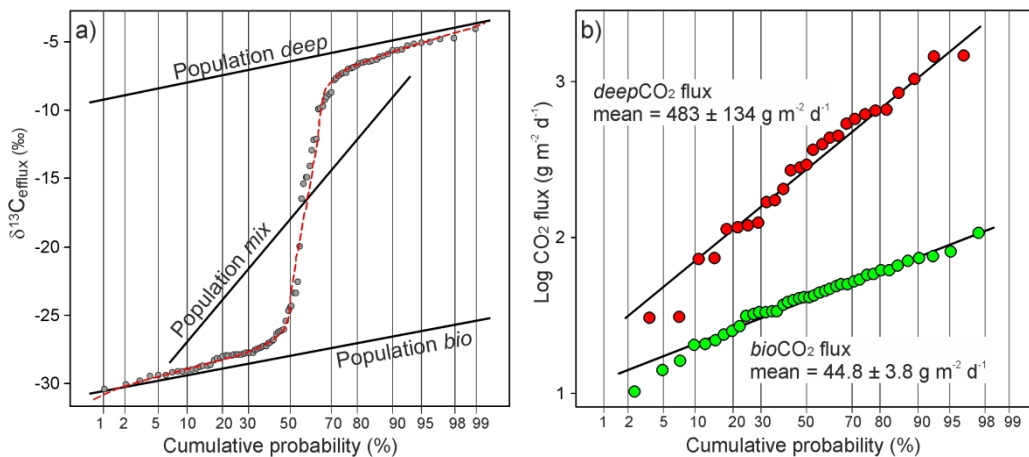 a)
Population deep
Population mix
Population bio
δ¹³C_efflux (‰)
-5
-10
-15
-20
-25
-30
1 2 5 10 20 30 50 70 80 90 95 98 99
Cumulative probability (%)
b)
deepCO₂ flux
mean = 483 ± 134 g m⁻² d⁻¹
bioCO₂ flux
mean = 44.8 ± 3.8 g m⁻² d⁻¹
Log CO₂ flux (g m⁻² d⁻¹)
3
2
1
1 2 5 10 20 30 50 70 80 90 95 98 99
Cumulative probability (%)